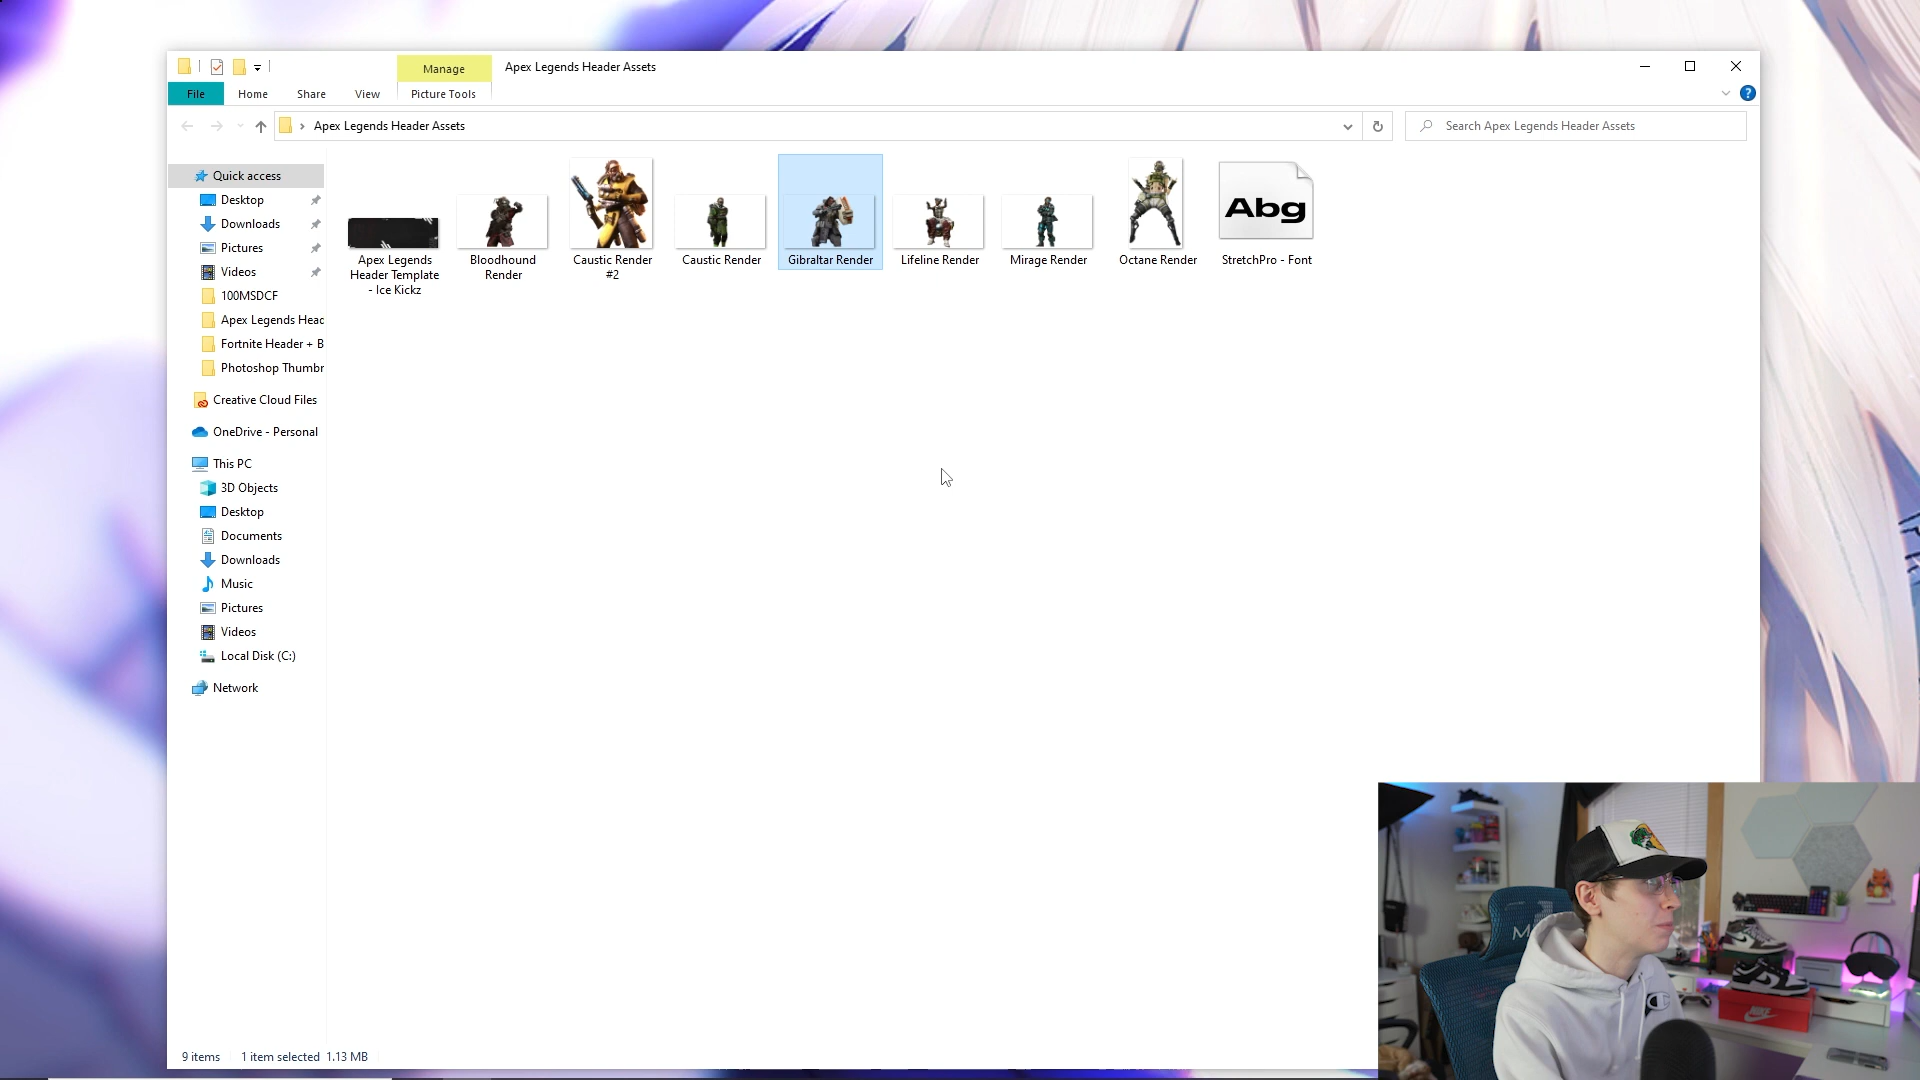 Manage
Apex Legends Header Assets
File
Home
Share
View
Picture Tools
Apex Legends Header Assets
Search Apex Legends Header Assets
Quick access
Desktop
Downloads
Pictures
Videos
100MSDCF
Apex Legends Head
Fortnite Header + B
Photoshop Thumbr
Creative Cloud Files
OneDrive - Personal
This PC
3D Objects
Desktop
Documents
Downloads
Music
Pictures
Videos
Local Disk (C:)
Network
Apex Legends
Header Template
- Ice Kickz
Bloodhound
Render
Caustic Render
#2
Caustic Render
Gibraltar Render
Lifeline Render
Mirage Render
Octane Render
Abg
StretchPro - Font
9 items
1 item selected 1.13 MB
NIKE